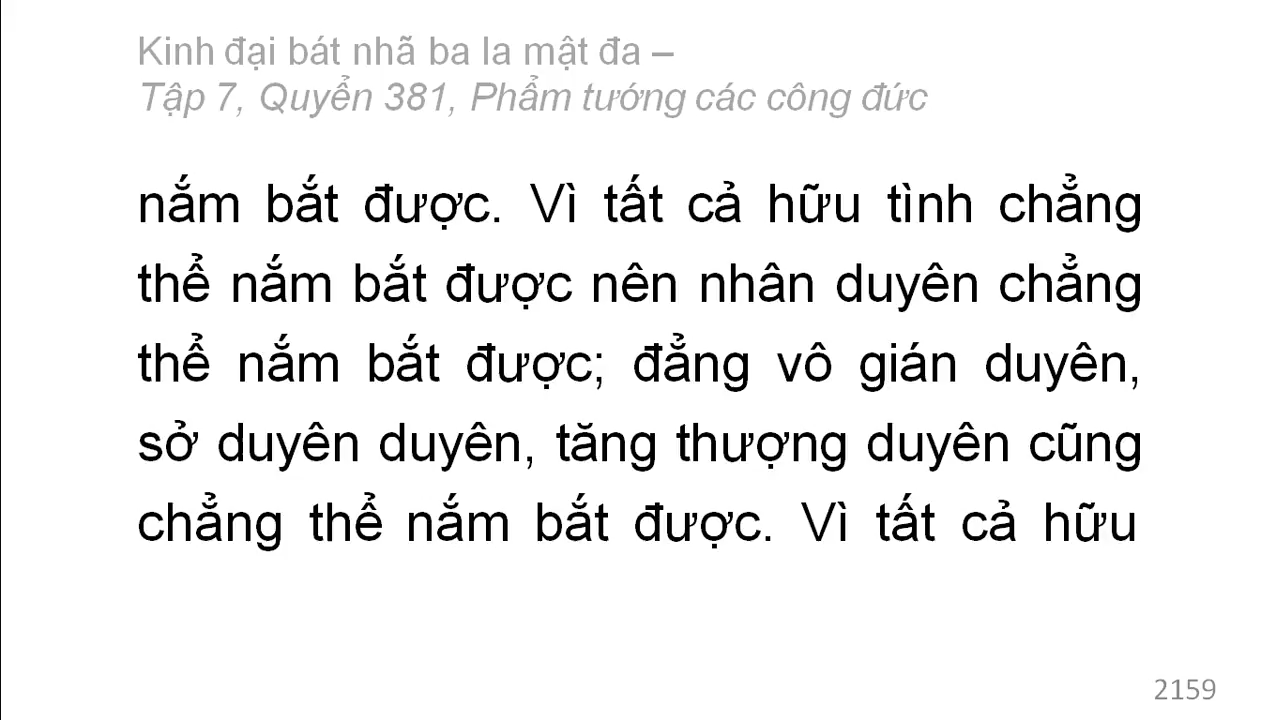 Kinh đại bát nhã ba la mật đa –
Tập 7, Quyển 381, Phẩm tướng các công đức
nắm bắt được. Vì tất cả hữu tình chẳng
thể nắm bắt được nên nhân duyên chẳng
thể nắm bắt được; đẳng vô gián duyên,
sở duyên duyên, tăng thượng duyên cũng
chẳng thể nắm bắt được. Vì tất cả hữu
2159